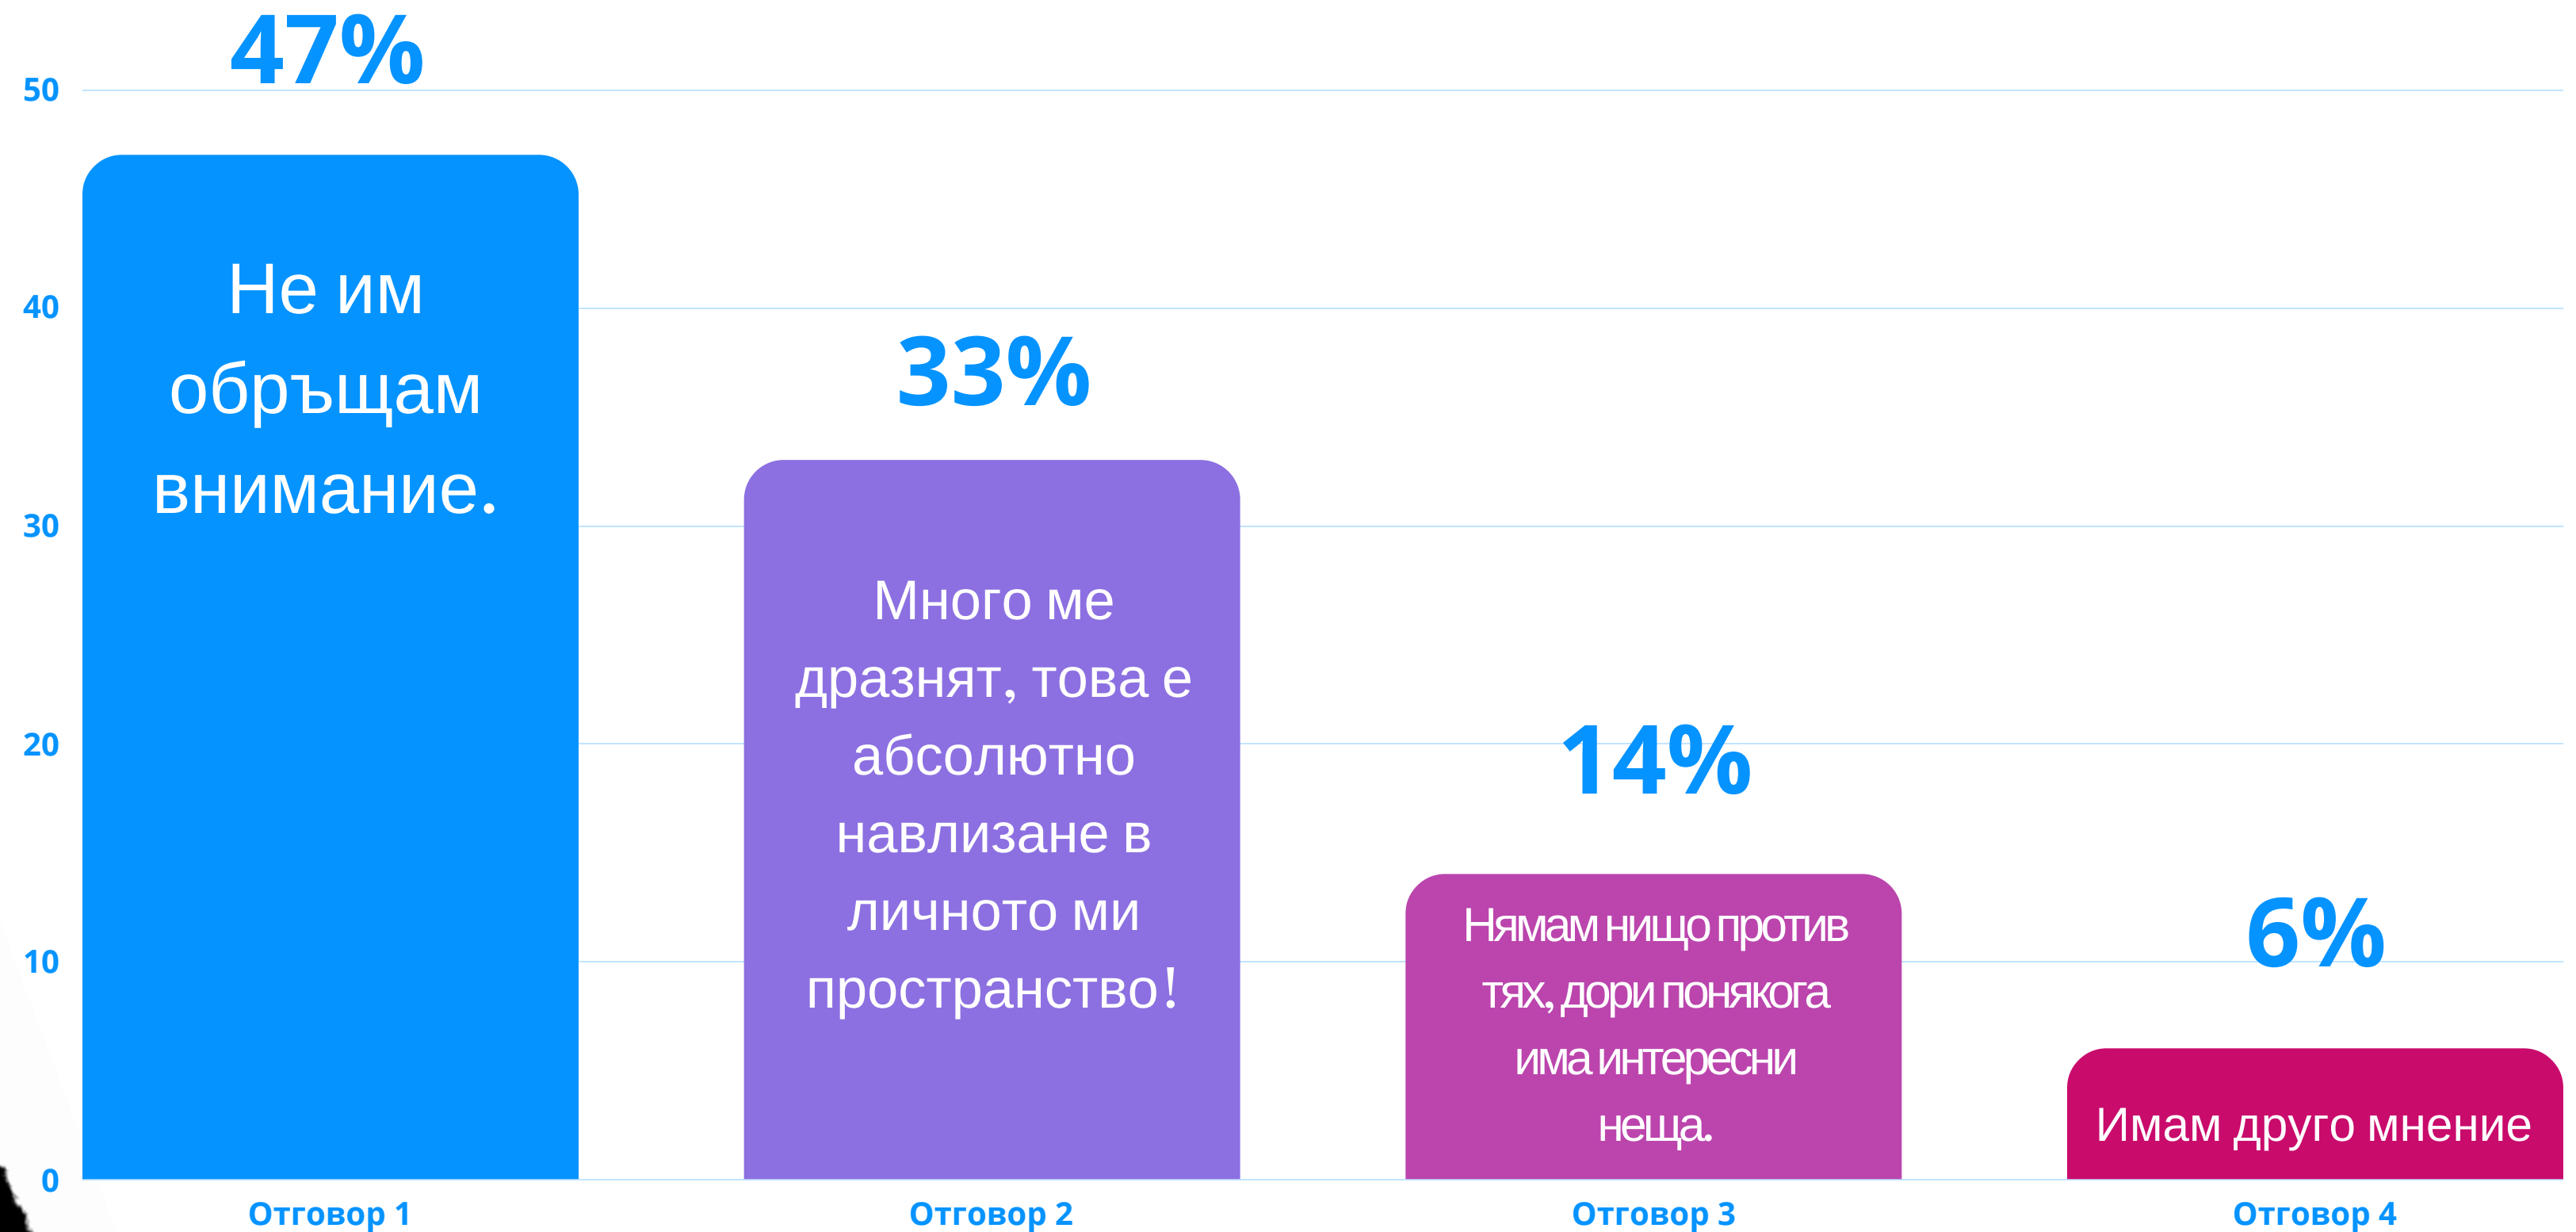 47%
50
Не им
обръщам
внимание.
40
33%
30
Много ме
дразнят, това е
абсолютно
навлизане в
личното ми
пространство!
20
14%
Нямам нищо против
тях, дори понякога
има интересни
неща.
10
6%
Имам друго мнение
0
Отговор 1
Отговор 2
Отговор 3
Отговор 4